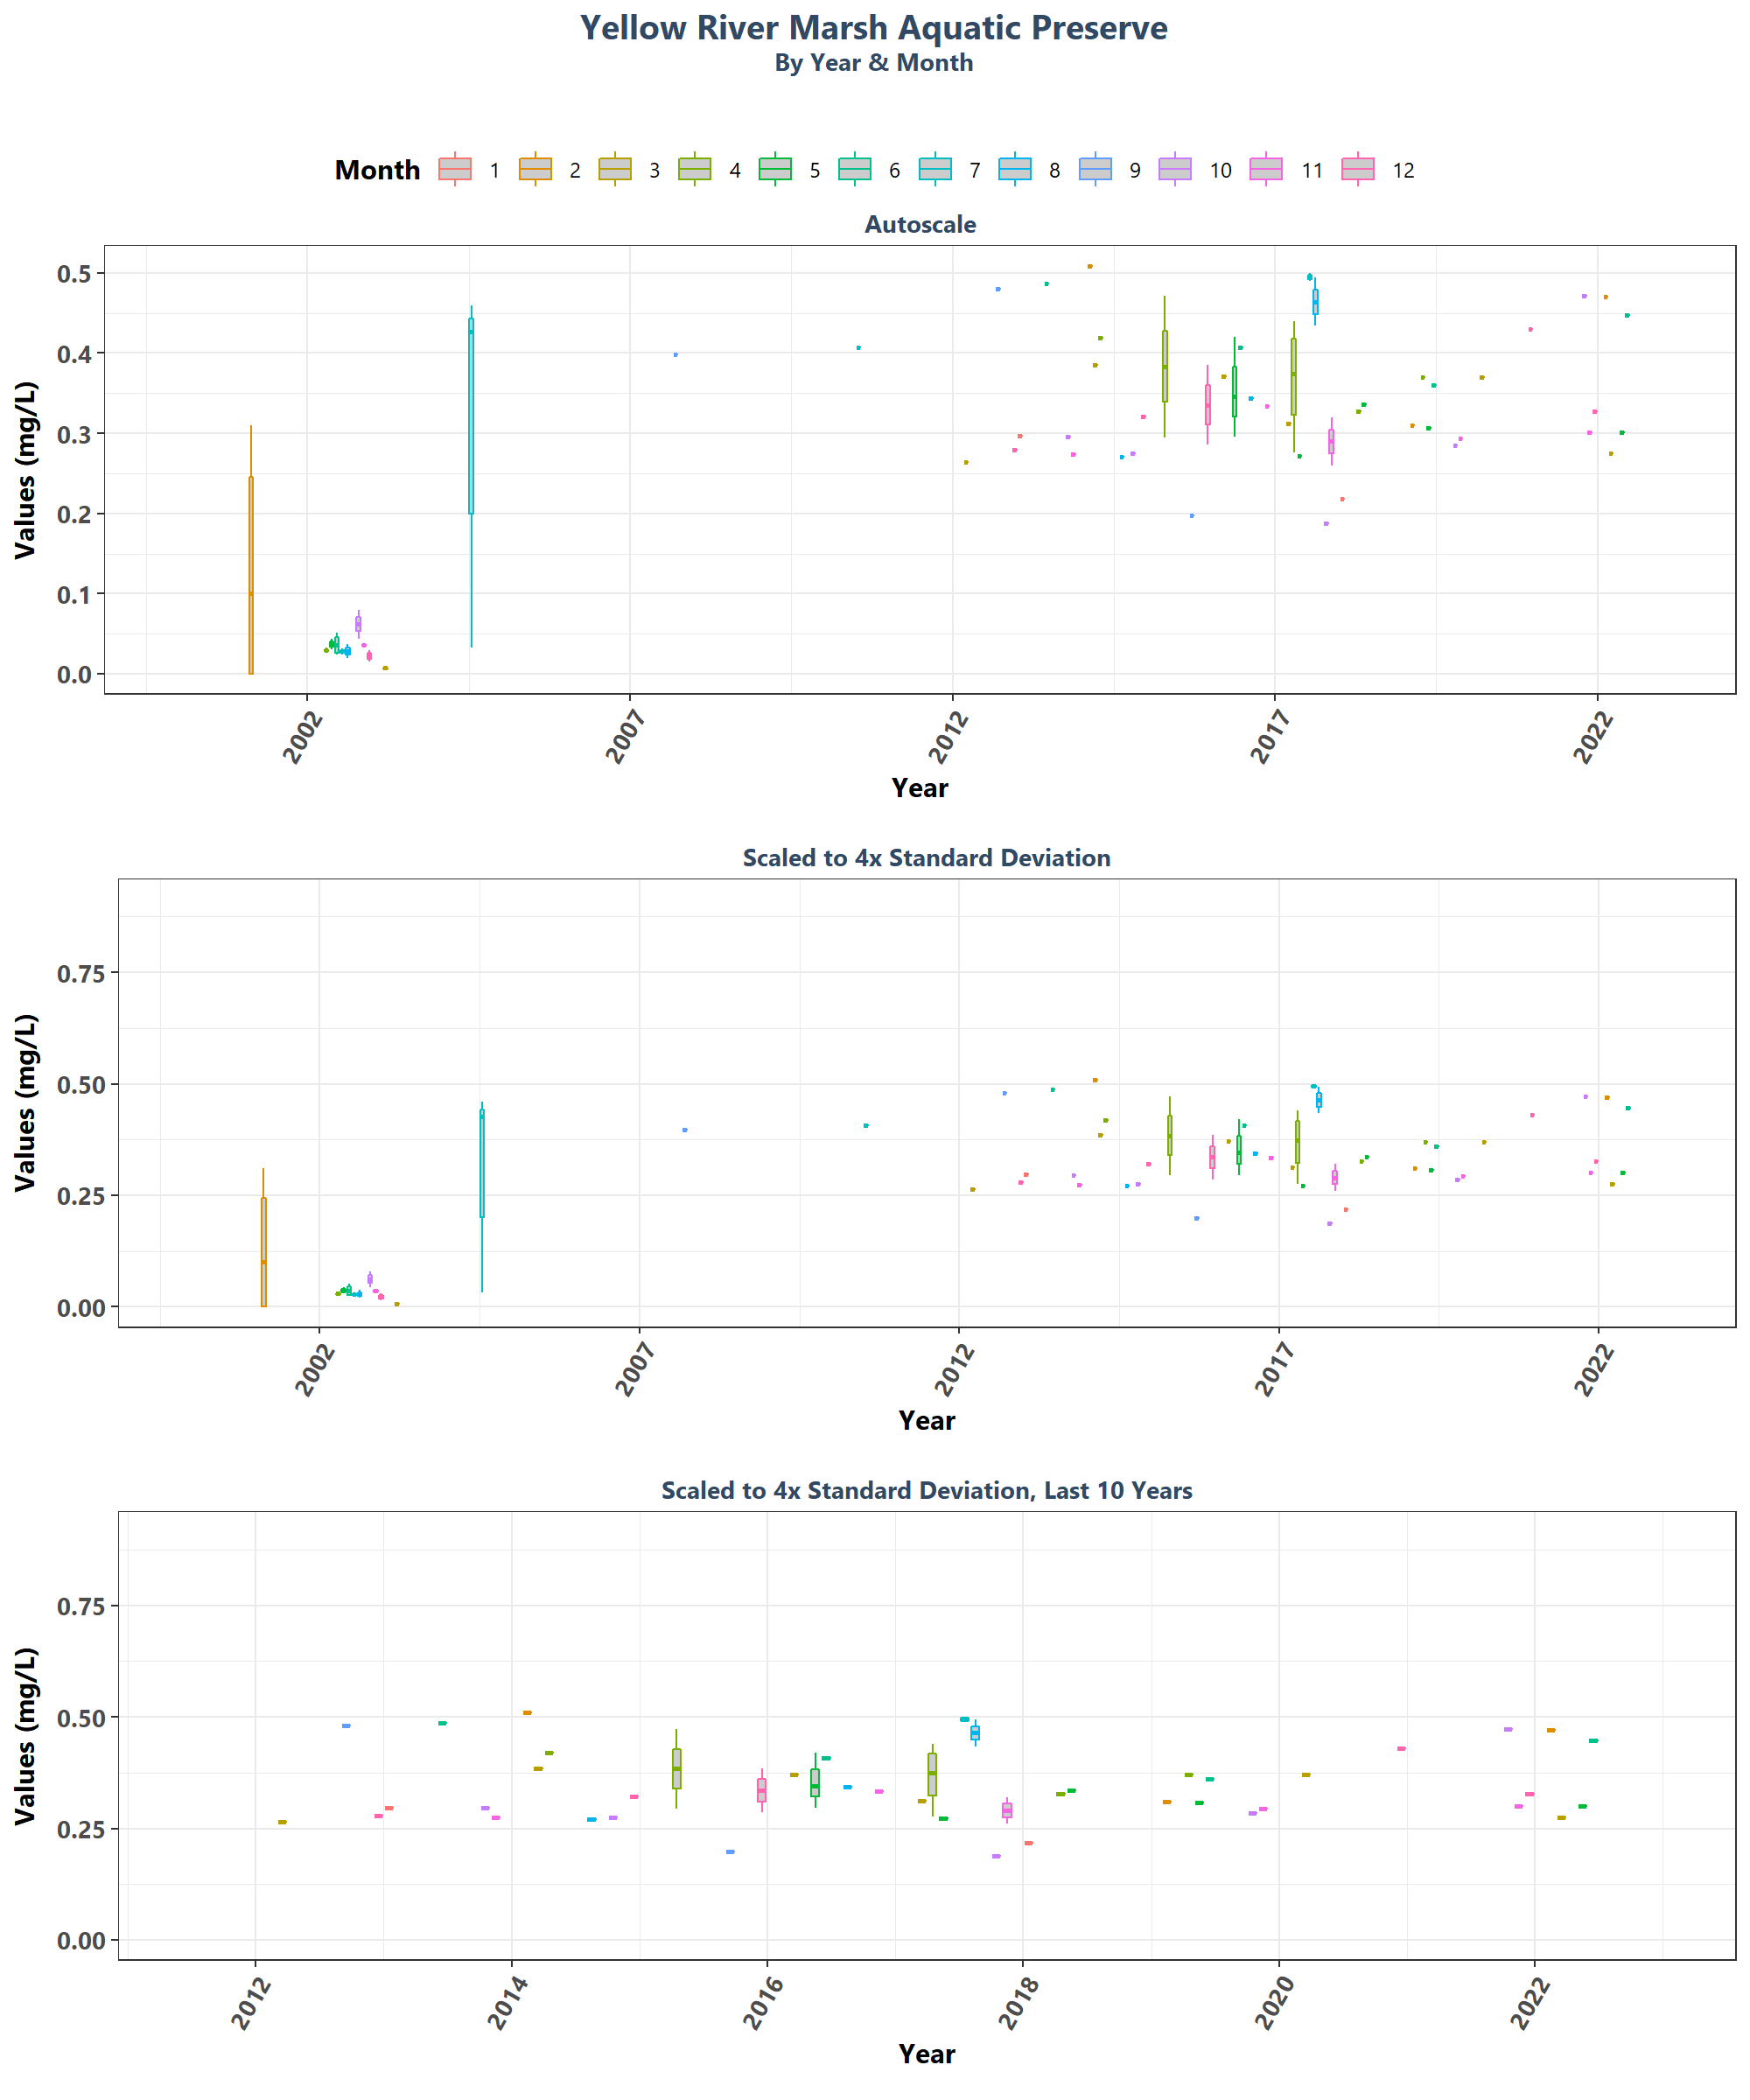 Yellow River Marsh Aquatic Preserve
By Year & Month
Month 1 2 3 4 5 6 7 8 9 10 11 12
Autoscale
Values (mg/L)
0.5
0.4
0.3
0.2
0.1
0.0
2002 2007 2012 2017 2022
Year
Scaled to 4x Standard Deviation
Values (mg/L)
0.75
0.50
0.25
0.00
2002 2007 2012 2017 2022
Year
Scaled to 4x Standard Deviation, Last 10 Years
Values (mg/L)
0.75
0.50
0.25
0.00
2012 2014 2016 2018 2020 2022
Year